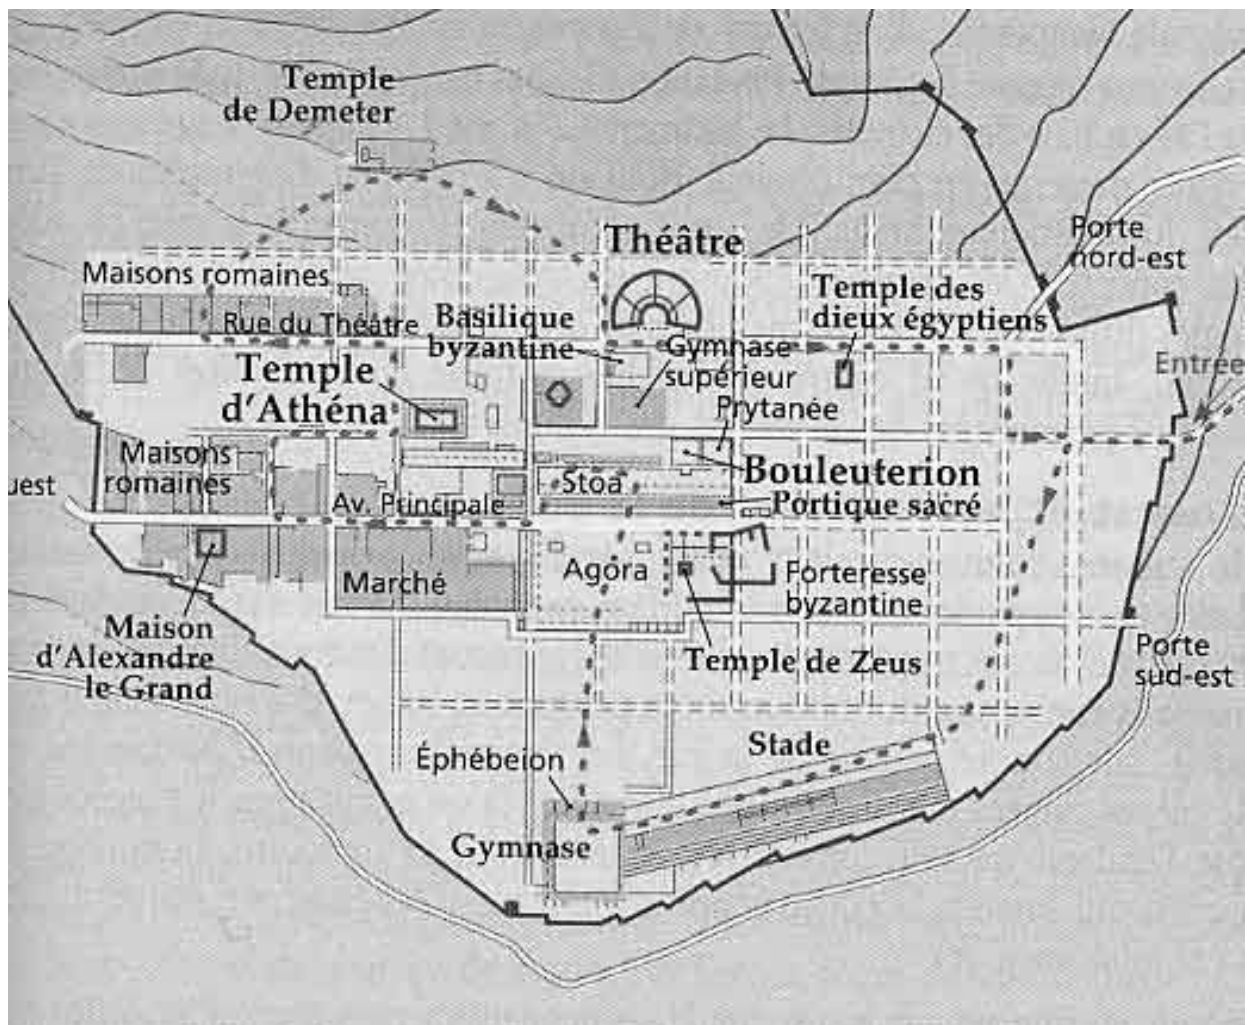 Temple
de Demeter
Théâtre
Porte
nord-est
Maisons romaines
Temple des
dieux égyptiens
Rue du Théâtre
Basilique
byzantine
Gymnase
supérieur
Entrée
Temple
d'Athéna
Prytanée
Maisons
romaines
Bouleuterion
uest
Av. Principale
Stoa
Portique sacré
Marché
Agora
Forteresse
byzantine
Maison
d'Alexandre
le Grand
Temple de Zeus
Porte
sud-est
Stade
Éphébeion
Gymnase